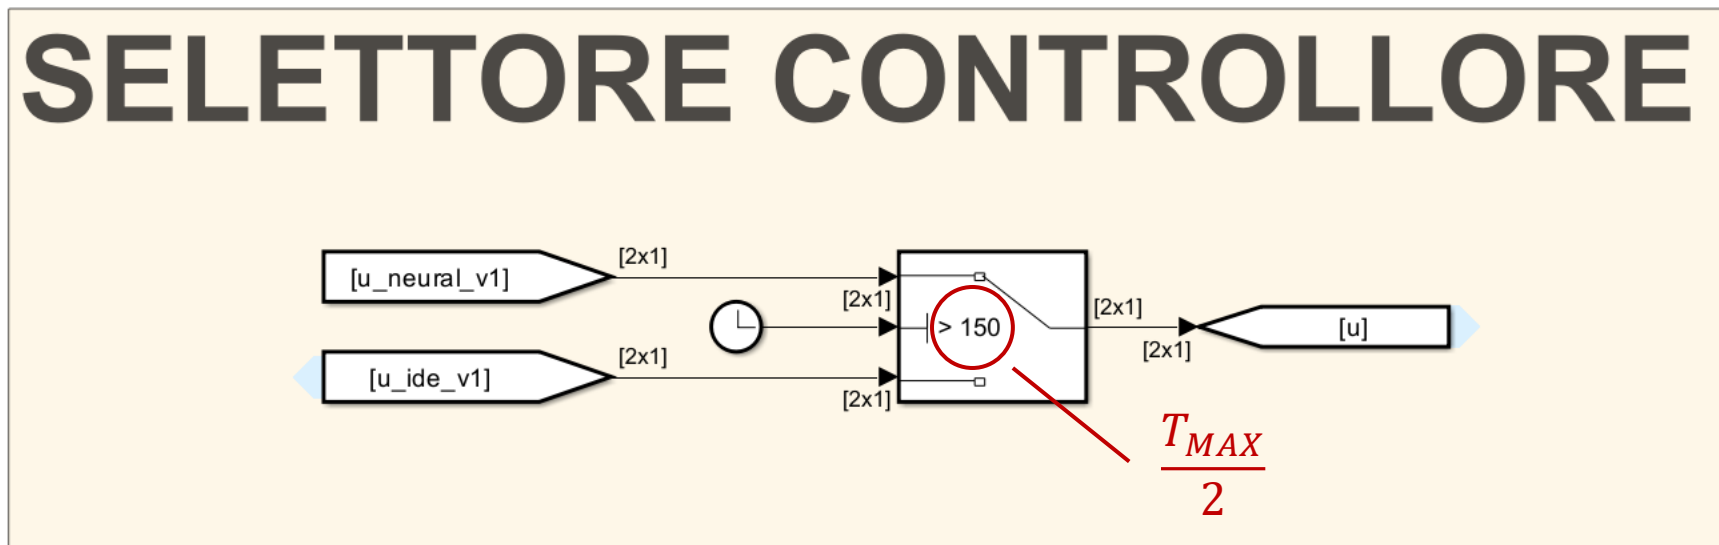 SELETTORE CONTROLLORE
[u_neural_v1]
[2x1]
[2x1]
> 150
[2x1]
[2x1]
[u]
[u_ide_v1]
[2x1]
[2x1]
T_MAX
2